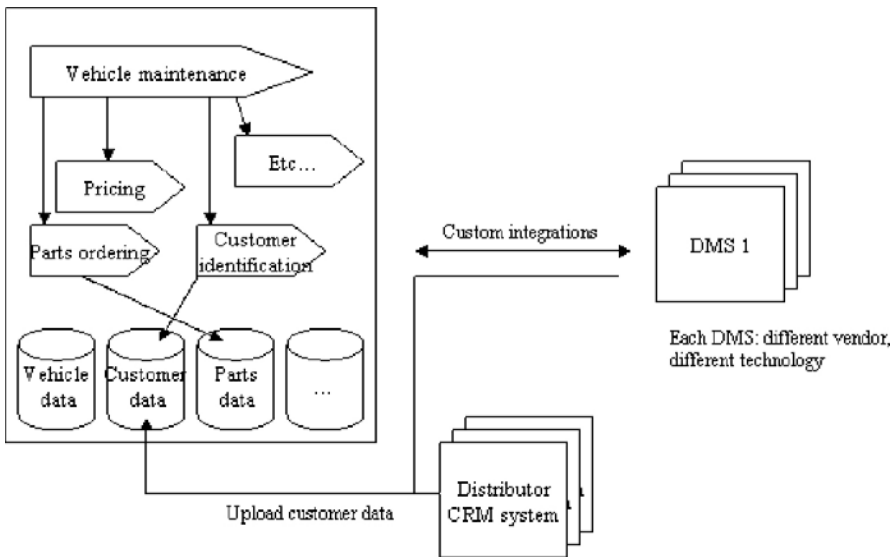 Vehicle maintenance
Etc...
Pricing
Parts ordering
Customer
identification
Custom integrations
DMS 1
Each DMS: different vendor,
different technology
Vehicle
data
Customer
data
Parts
data
...
Upload customer data
Distributor
CRM system